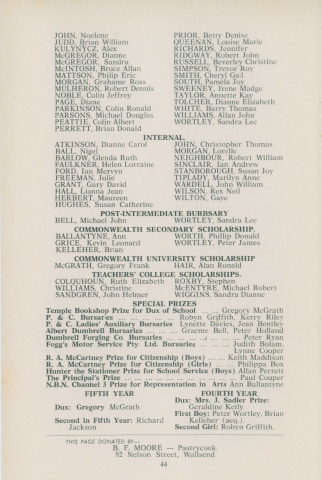 JOHN, Noelene
JUDD, Brian William
KULYNYCZ, Alex
McGREGOR, Dianne
McGREGOR, Sandra
McINTOSH, Bruce Allan
MATTSON, Philip Eric
MORGAN, Grahame Ross
MULHERON, Robert Dennis
NOBLE, Colin Jeffrey
PAGE, Diane
PARKINSON, Colin Ronald
PARSONS, Michael Douglas
PEATTIE, Colin Albert
PERRETT, Brian Donald
PRIOR, Betty Denise
QUEENAN, Louise Marie
RICHARDS, Jennifer
RIDGWAY, Robert John
RUSSELL, Beverley Christine
SIMPSON, Trevor Roy
SMITH, Cheryl Gail
SOUTH, Pamela Joy
SWEENEY, Irene Madge
TAYLOR, Annette Kay
TOLCHER, Dianne Elizabeth
WHITE, Barry Thomas
WILLIAMS, Allan John
WORTLEY, Sandra Lee
INTERNAL.
ATKINSON, Dianne Carol
BALL, Nigel
BARLOW, Glenda Ruth
FAULKNER, Helen Lorraine
FORD, Ian Mervyn
FREEMAN, Julie
GRANT, Gary David
HALL, Lianna Jean
HERBERT, Maureen
HUGHES, Susan Catherine
JOHN, Christopher Thomas
MORGAN, Lorelle
NEIGHBOUR, Robert William
SINCLAIR, Ian Andrew
STANBOROUGH, Susan Joy
TIPLADY, Marilyn Anne
WARDELL, John William
WILSON, Rex Neil
WILTON, Gaye
POST-INTERMEDIATE BURSARY
BELL, Michael John
WORTLEY, Sandra Lee
COMMONWEALTH SECONDARY SCHOLARSHIP.
BALLANTYNE, Ann
GRICE, Kevin Leonard
KELLEHER, Brian
WORTH, Phillip Donald
WORTLEY, Peter James
COMMONWEALTH UNIVERSITY SCHOLARSHIP
McGRATH, Gregory Frank
HAIR, Alan Ronald
TEACHERS' COLLEGE SCHOLARSHIPS.
COLQUHOUN, Ruth Elizabeth
WILLIAMS, Christine
SANDGREN, John Helmer
ROXBY, Stephen
McENTYRE, Michael Robert
WIGGINS, Sandra Dianne
SPECIAL PRIZES
Temple Bookshop Prize for Dux of School ... ... Gregory McGrath
P. & C. Bursaries ... ... ... ... Robyn Griffith, Kerry Riley
P. & C. Ladies' Auxiliary Bursaries Lynette Davies, Jean Bentley
Albert Dumbrell Bursaries ... ... Graeme Bell, Peter Holland
Dumbrell Forging Co. Bursaries ... ... ... ... Peter Ryan
Fogg's Motor Service Pty. Ltd. Bursaries ... ... Judith Bolam,
Lynne Cooper
R. A. McCartney Prize for Citizenship (Boys) ... Keith Maddison
R. A. McCartney Prize for Citizenship (Girls) ... Philippa Box
Hunter the Stationer Prize for School Service (Boys) Allan Perrett
The Principal's Prize ... ... ... ... ... Paul Couper
N.B.N. Channel 3 Prize for Representation in Arts Ann Ballantyne
FIFTH YEAR
Dux: Gregory McGrath.
Second in Fifth Year: Richard
Jackson
FOURTH YEAR
Dux: Mrs. J. Sadler Prize:
Geraldine Keily
First Boy: Peter Wortley, Brian
Kelleher (aeq.).
Second Girl: Robyn Griffith.
THIS PAGE DONATED BY—
B. F. MOORE — Pastrycook.
92 Nelson Street, Wallsend
44